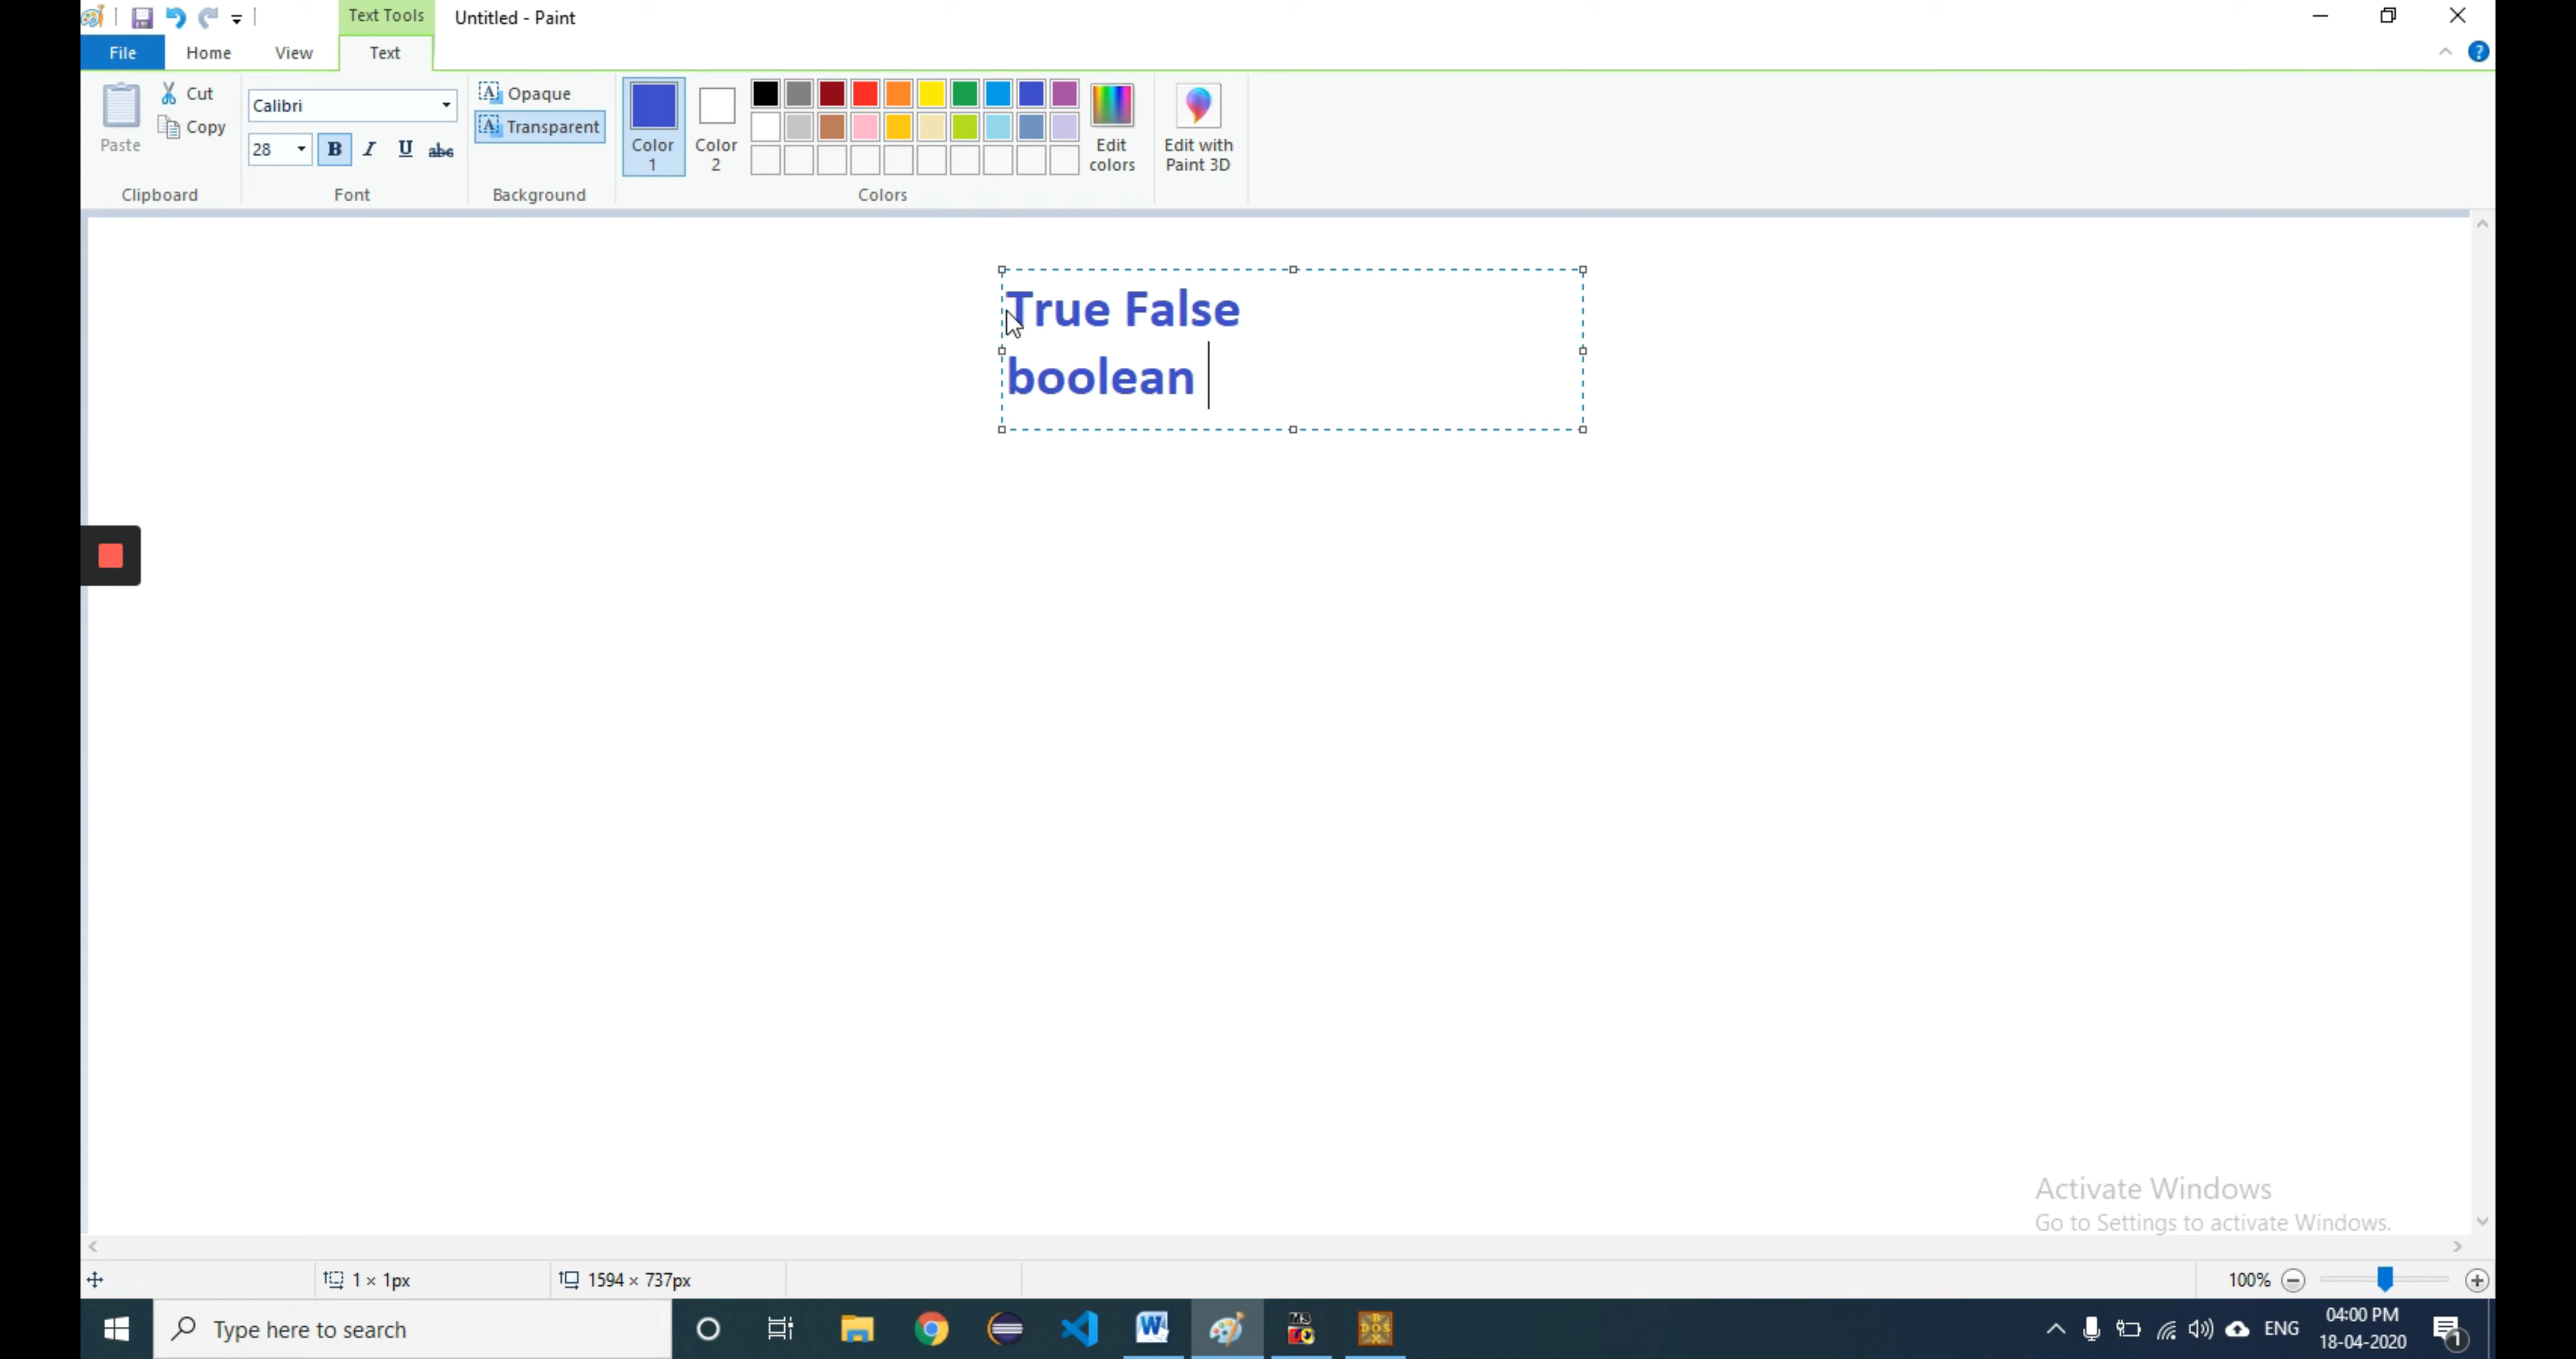 Text Tools
Untitled - Paint
File
Home
View
Text
Paste
Cut
Copy
Clipboard
Calibri
28
B
I
U
abc
Font
A Opaque
A Transparent
Background
Color
1
Color
2
Edit
colors
Colors
Edit with
Paint 3D
True False
boolean
Activate Windows
Go to Settings to activate Windows.
1 × 1px
1594 × 737px
100%
Type here to search
W
DOS
BOX
ENG
04:00 PM
18-04-2020
1